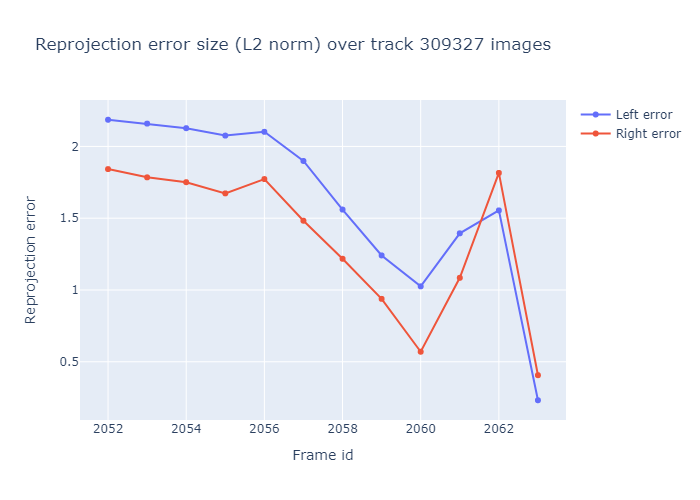 Reprojection error size (L2 norm) over track 309327 images
Left error
Right error
Reprojection error
2
1.5
1
0.5
2052 2054 2056 2058 2060 2062
Frame id